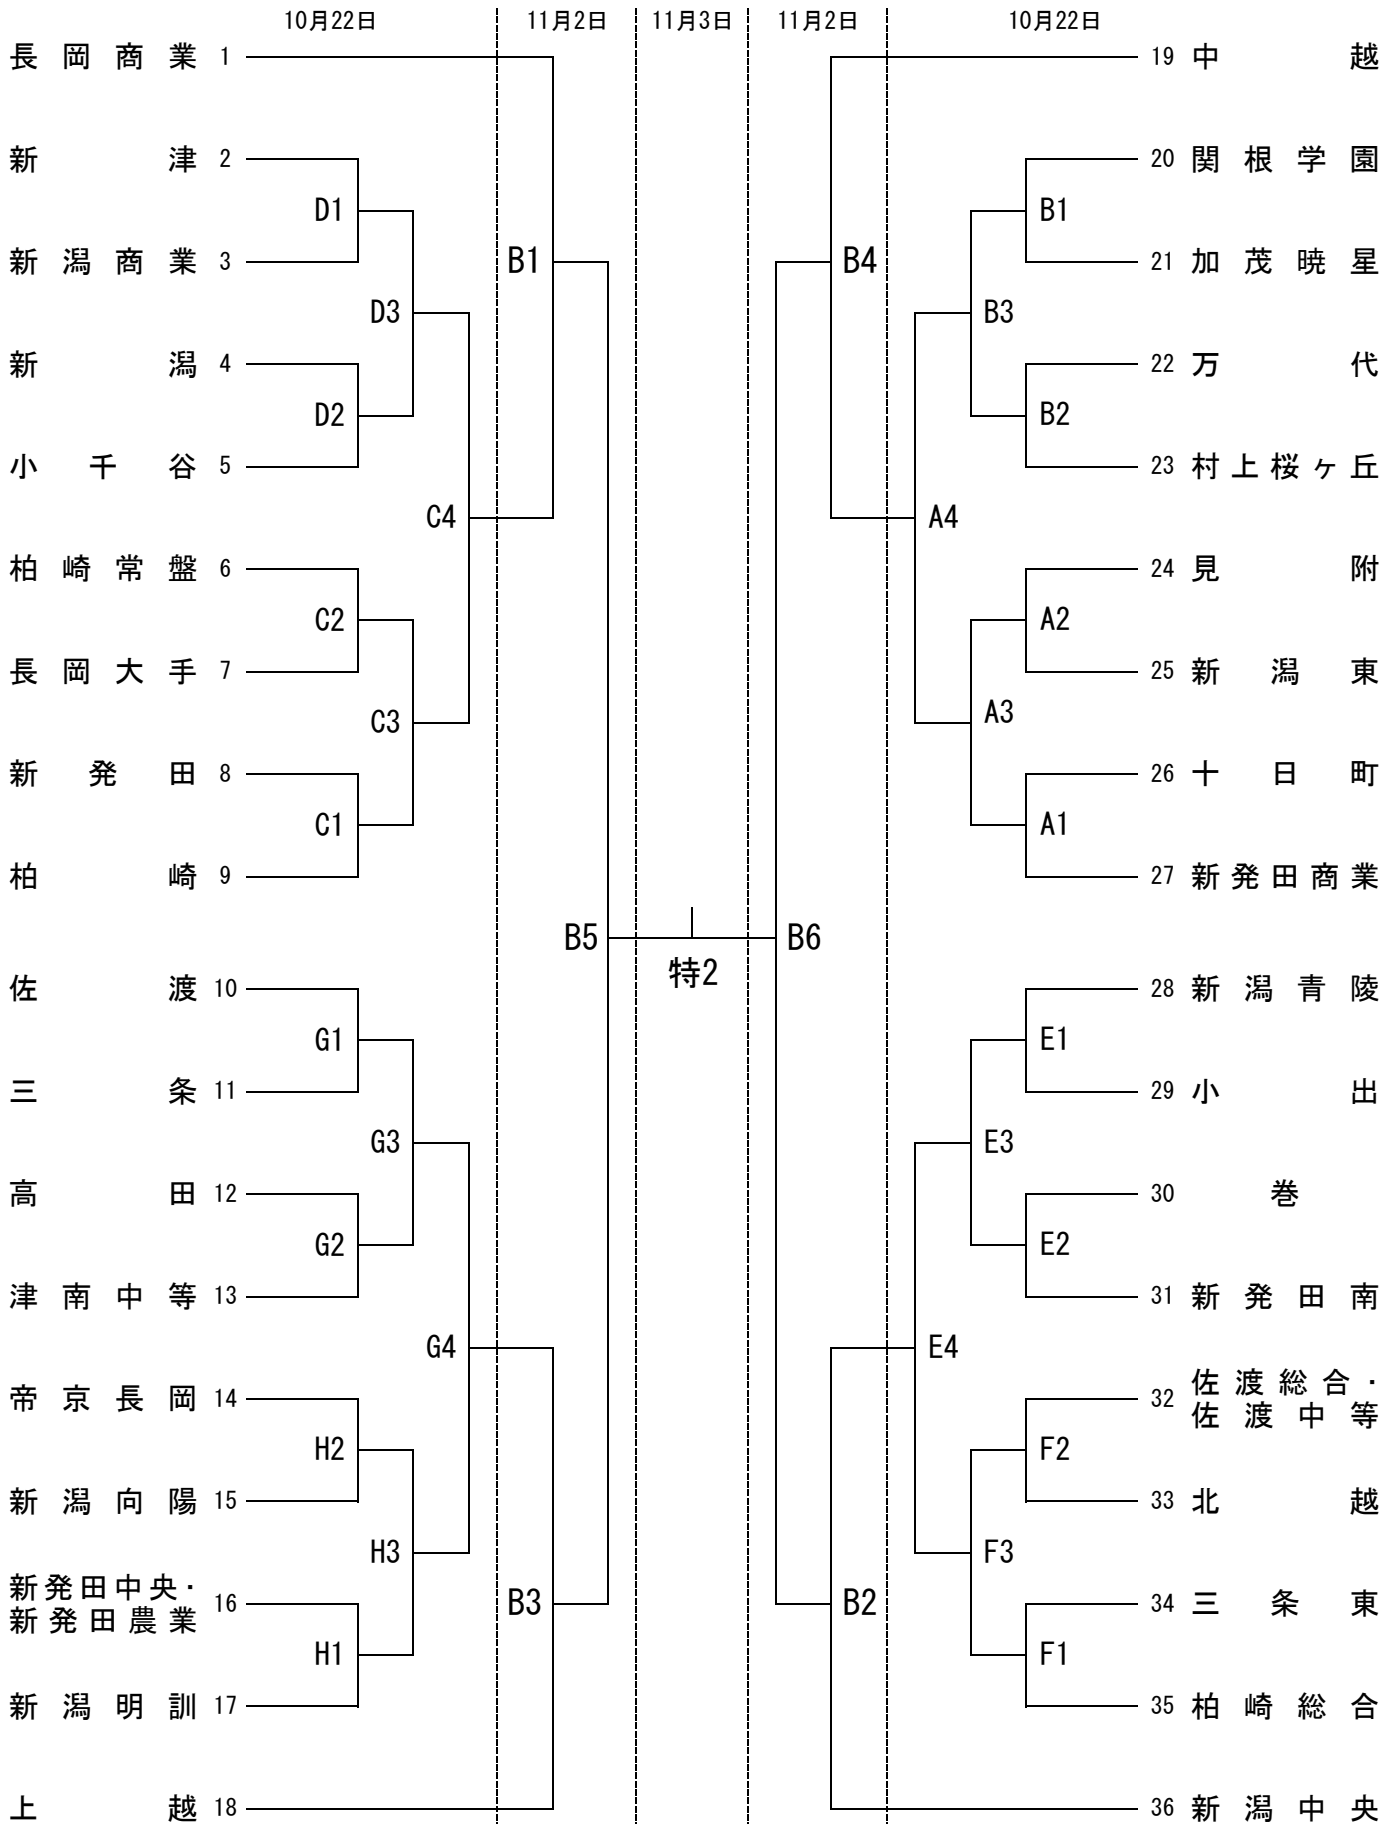 10月22日 11月2日 11月3日 11月2日 10月22日
長岡商業 1
新津 2
D1
新潟商業 3
B1
D3
新潟 4
D2
小千谷 5
C4
柏崎常盤 6
C2
長岡大手 7
C3
新発田 8
C1
柏崎 9
B5
特2
佐渡 10
G1
三条 11
G3
高田 12
G2
津南中等 13
G4
帝京長岡 14
H2
新潟向陽 15
H3
新発田中央・
新発田農業 16
B3
H1
新潟明訓 17
上越 18
19 中越
20 関根学園
B1
21 加茂暁星
B4
B3
22 万代
B2
23 村上桜ヶ丘
A4
24 見附
A2
25 新潟東
A3
26 十日町
A1
27 新発田商業
B6
28 新潟青陵
E1
29 小出
E3
30 巻
E2
31 新発田南
E4
32 佐渡総合・
佐渡中等
F2
33 北越
F3
34 三条東
B2
F1
35 柏崎総合
36 新潟中央